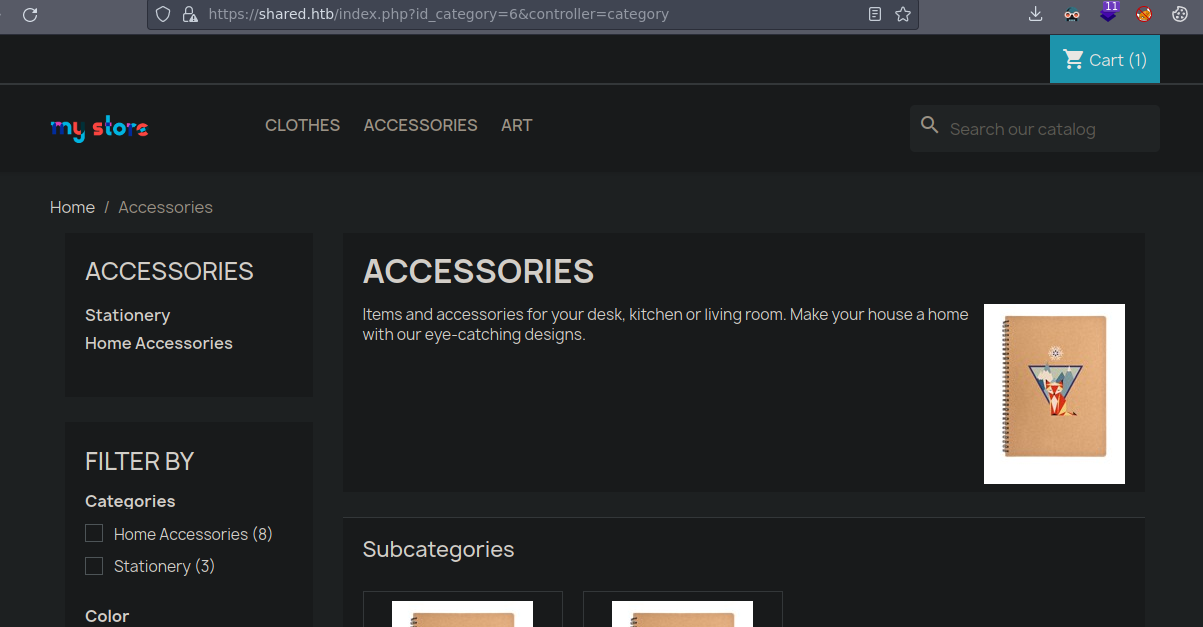 11
https://shared.htb/index.php?id_category=6&controller=category
Cart (1)
my store
CLOTHES ACCESSORIES ART
Search our catalog
Home / Accessories
ACCESSORIES
Stationery
Home Accessories
FILTER BY
Categories
Home Accessories (8)
Stationery (3)
Color
ACCESSORIES
Items and accessories for your desk, kitchen or living room. Make your house a home
with our eye-catching designs.
Subcategories